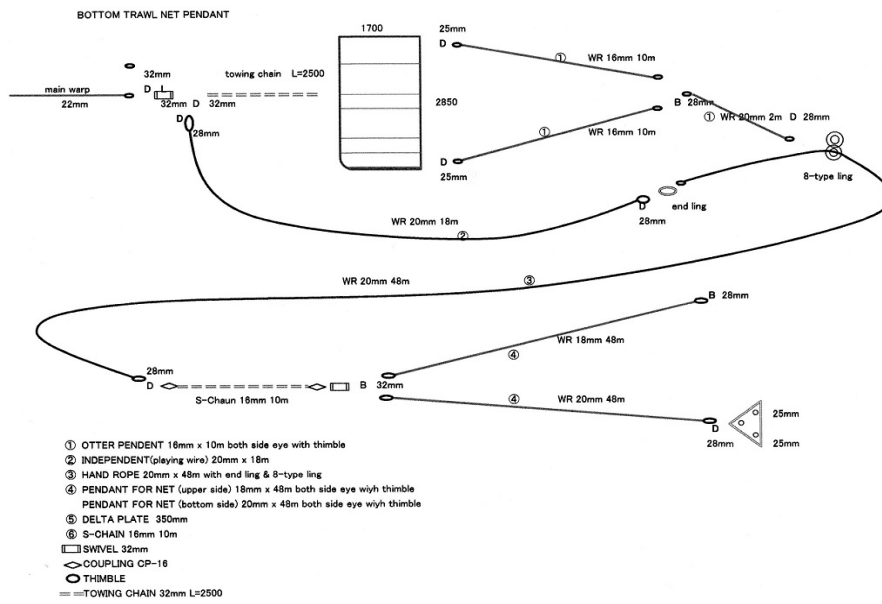 BOTTOM TRAWL NET PENDANT
1700
25mm
D
① WR 16mm 10m
32mm
towing chain L=2500
main warp
D
22mm
32mm D 32mm
2850
B 28mm
① WR 20mm 2m D 28mm
D
28mm
① WR 16mm 10m
D
25mm
8-type ling
end ling
D
28mm
WR 20mm 18m
②
WR 20mm 48m
③
B 28mm
WR 18mm 48m
④
28mm
D
B 32mm
S-Chaun 16mm 10m
④ WR 20mm 48m
D
28mm
25mm
25mm
① OTTER PENDENT 16mm x 10m both side eye with thimble
② INDEPENDENT(playing wire) 20mm x 18m
③ HAND ROPE 20mm x 48m with end ling & 8-type ling
④ PENDANT FOR NET (upper side) 18mm x 48m both side eye wiyh thimble
PENDANT FOR NET (bottom side) 20mm x 48m both side eye wiyh thimble
⑤ DELTA PLATE 350mm
⑥ S-CHAIN 16mm 10m
SWIVEL 32mm
COUPLING CP-16
THIMBLE
TOWING CHAIN 32mm L=2500